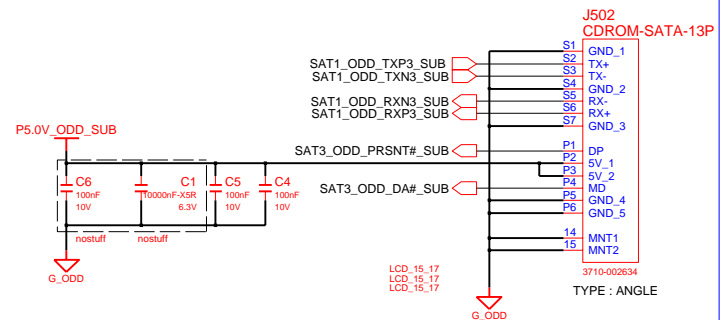 J502
CDROM-SATA-13P
S1 GND_1
SAT1_ODD_TXP3_SUB S2 TX+
SAT1_ODD_TXN3_SUB S3 TX-
S4 GND_2
SAT1_ODD_RXN3_SUB S5 RX-
SAT1_ODD_RXP3_SUB S6 RX+
S7 GND_3
P5.0V_ODD_SUB
SAT3_ODD_PRSNT#_SUB P1 DP
P2 5V_1
P3 5V_2
SAT3_ODD_DA#_SUB P4 MD
P5 GND_4
P6 GND_5
14 MNT1
15 MNT2
C6
100nF
10V
C1
10000nF-X5R
6.3V
C5
100nF
10V
C4
100nF
10V
nostuff
nostuff
G_ODD
LCD_15_17
LCD_15_17
LCD_15_17
3710-002634
TYPE : ANGLE
G_ODD